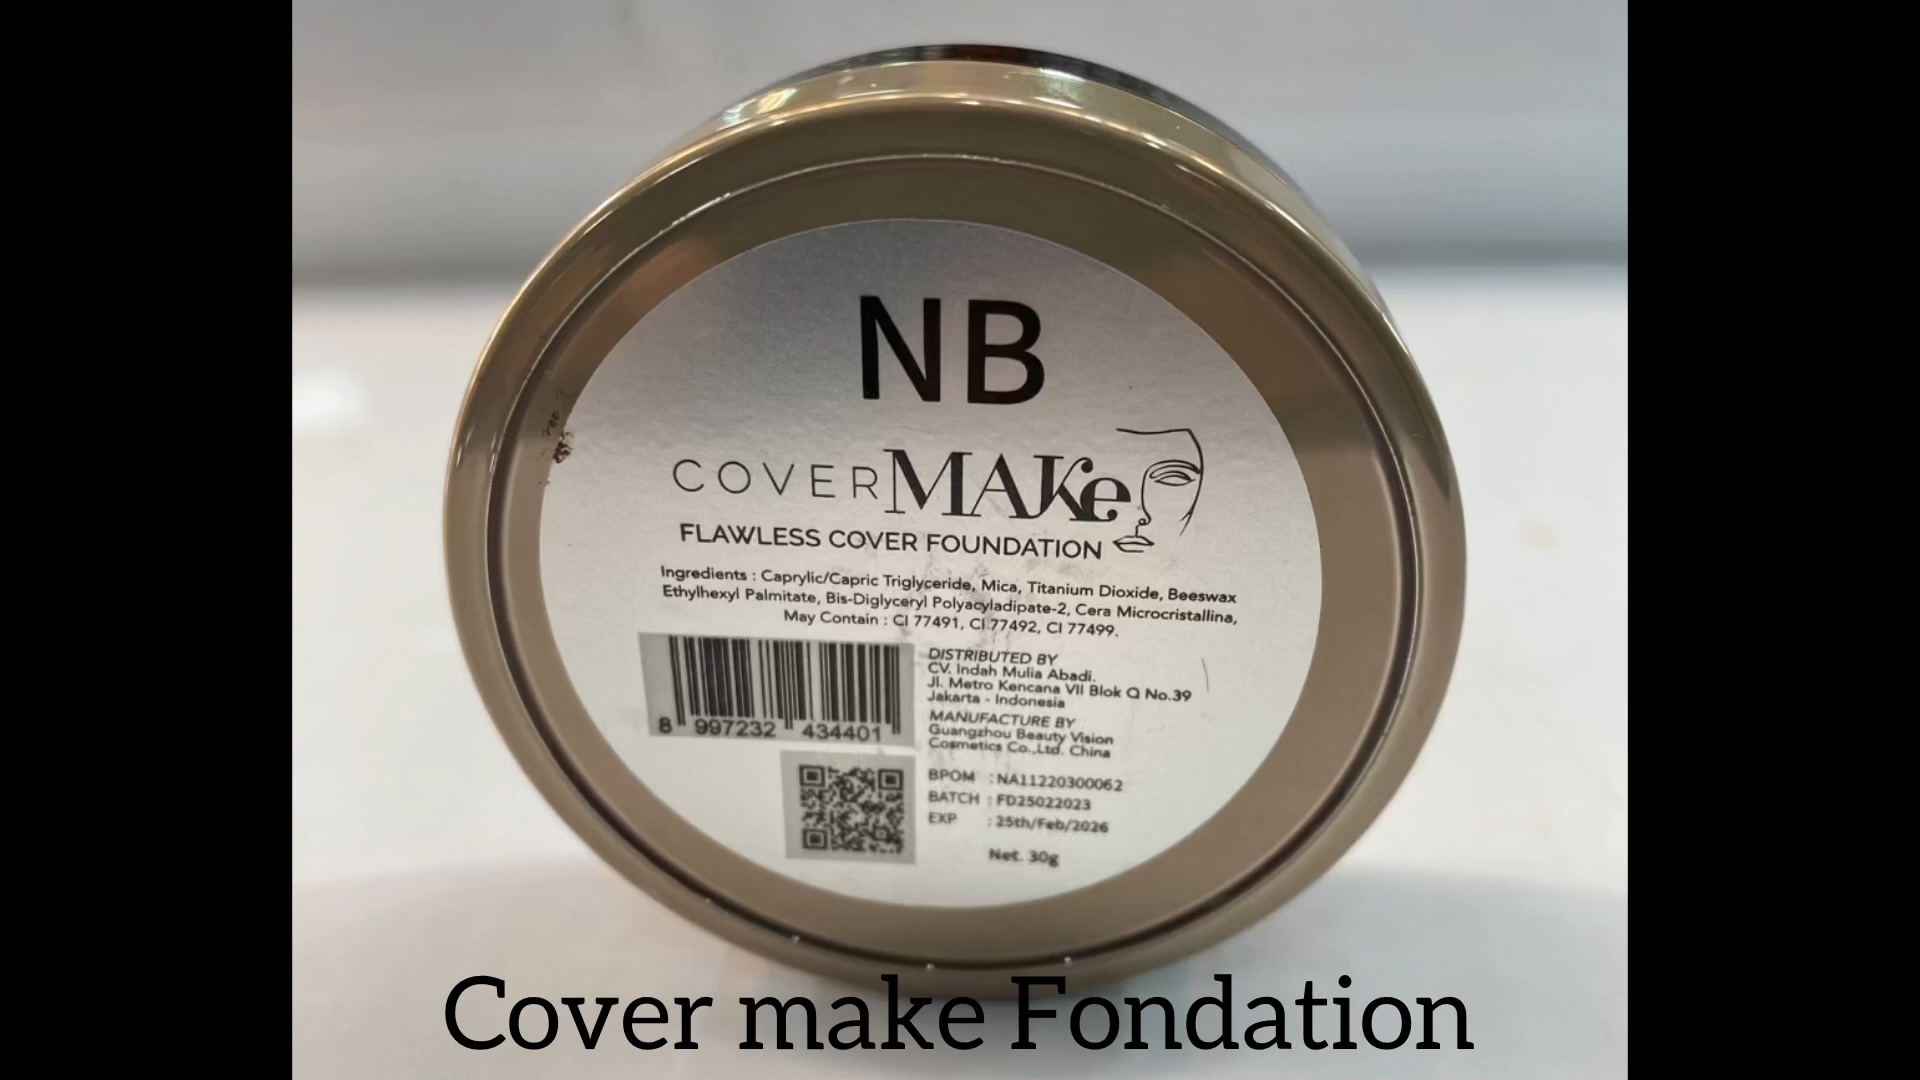 NB
COVERMAKe
FLAWLESS COVER FOUNDATION
Ingredients : Caprylic/Capric Triglyceride, Mica, Titanium Dioxide, Beeswax
Ethylhexyl Palmitate, Bis-Diglyceryl Polyacyladipate-2, Cera Microcristallina,
May Contain : CI 77491, CI 77492, CI 77499.
DISTRIBUTED BY
CV. Indah Mulia Abadi.
Jl. Metro Kencana VII Blok Q No.39
Jakarta - Indonesia
MANUFACTURE BY
Guangzhou Beauty Vision
Cosmetics Co.,Ltd. China
8 997232 434401
BPOM : NA11220300062
BATCH : FD25022023
EXP : 25th/Feb/2026
Net. 30g
Cover make Fondation